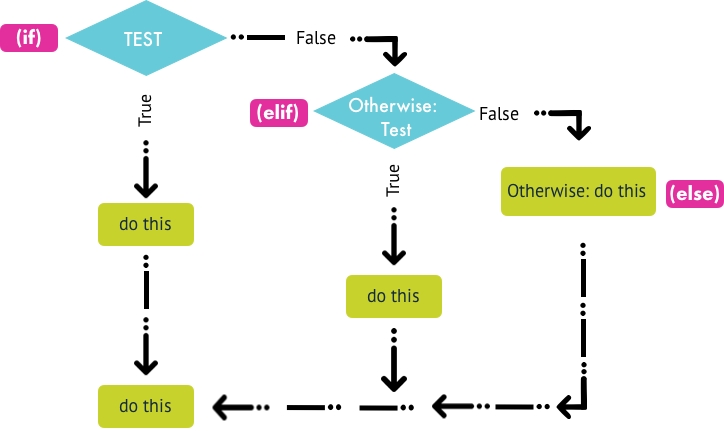 (if)
TEST
False
True
(elif)
Otherwise:
Test
False
True
Otherwise: do this
(else)
do this
do this
do this